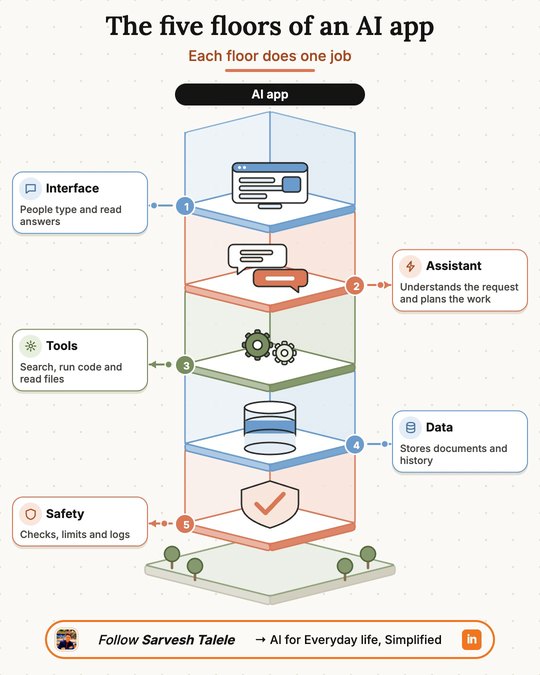 The five floors of an AI app
Each floor does one job
AI app
Interface
People type and read
answers
1
Assistant
Understands the request
and plans the work
2
Tools
Search, run code and
read files
3
Data
Stores documents and
history
4
Safety
Checks, limits and logs
5
Follow Sarvesh Talele → AI for Everyday life, Simplified in